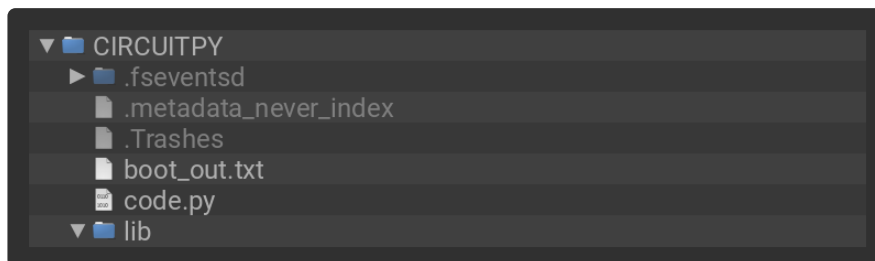 CIRCUITPY
.fseventsd
.metadata_never_index
.Trashes
boot_out.txt
code.py
lib